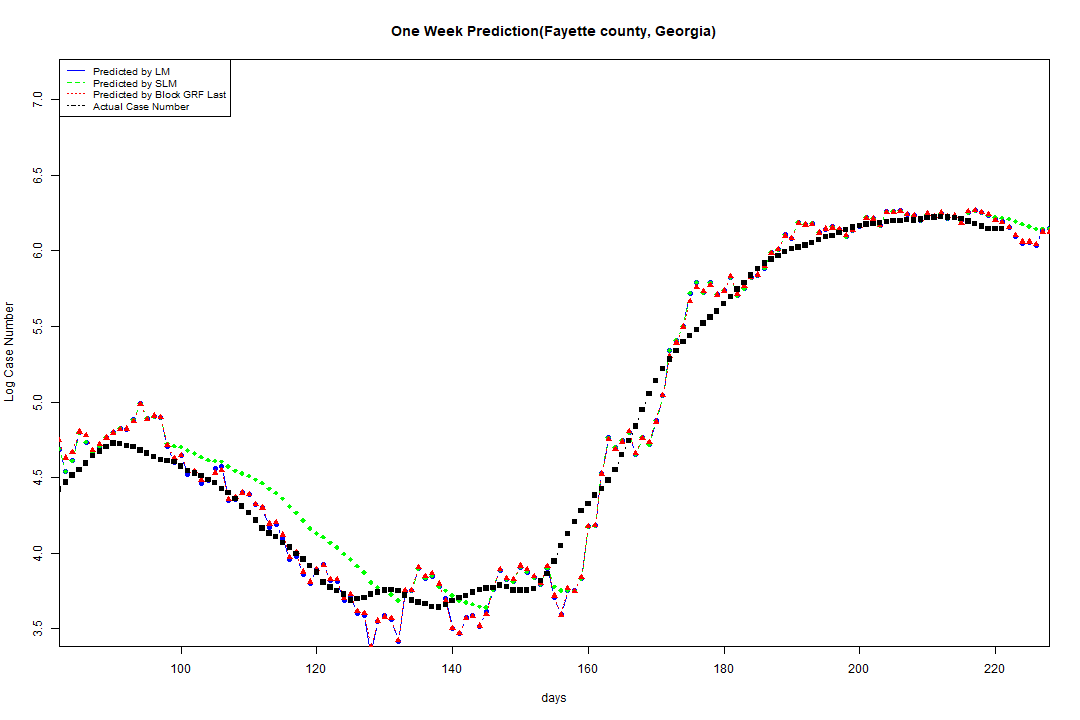 One Week Prediction(Fayette county, Georgia)
Predicted by LM
Predicted by SLM
Predicted by Block GRF Last
Actual Case Number
7.0
6.5
6.0
5.5
5.0
4.5
4.0
3.5
Log Case Number
100 120 140 160 180 200 220
days